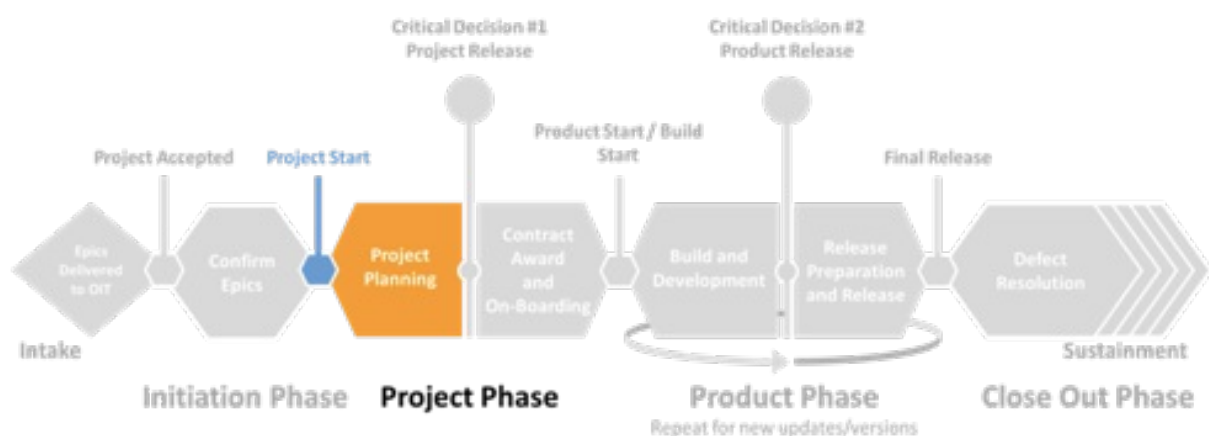 Critical Decision #1
Project Release
Critical Decision #2
Product Release
Product Start / Build
Start
Project Accepted
Project Start
Final Release
Epics
Delivered
to OIT
Confirm
Epics
Project
Planning
Contract
Award
and
On-Boarding
Build and
Development
Release
Preparation
and Release
Defect
Resolution
Intake
Sustainment
Initiation Phase
Project Phase
Product Phase
Close Out Phase
Repeat for new updates/versions